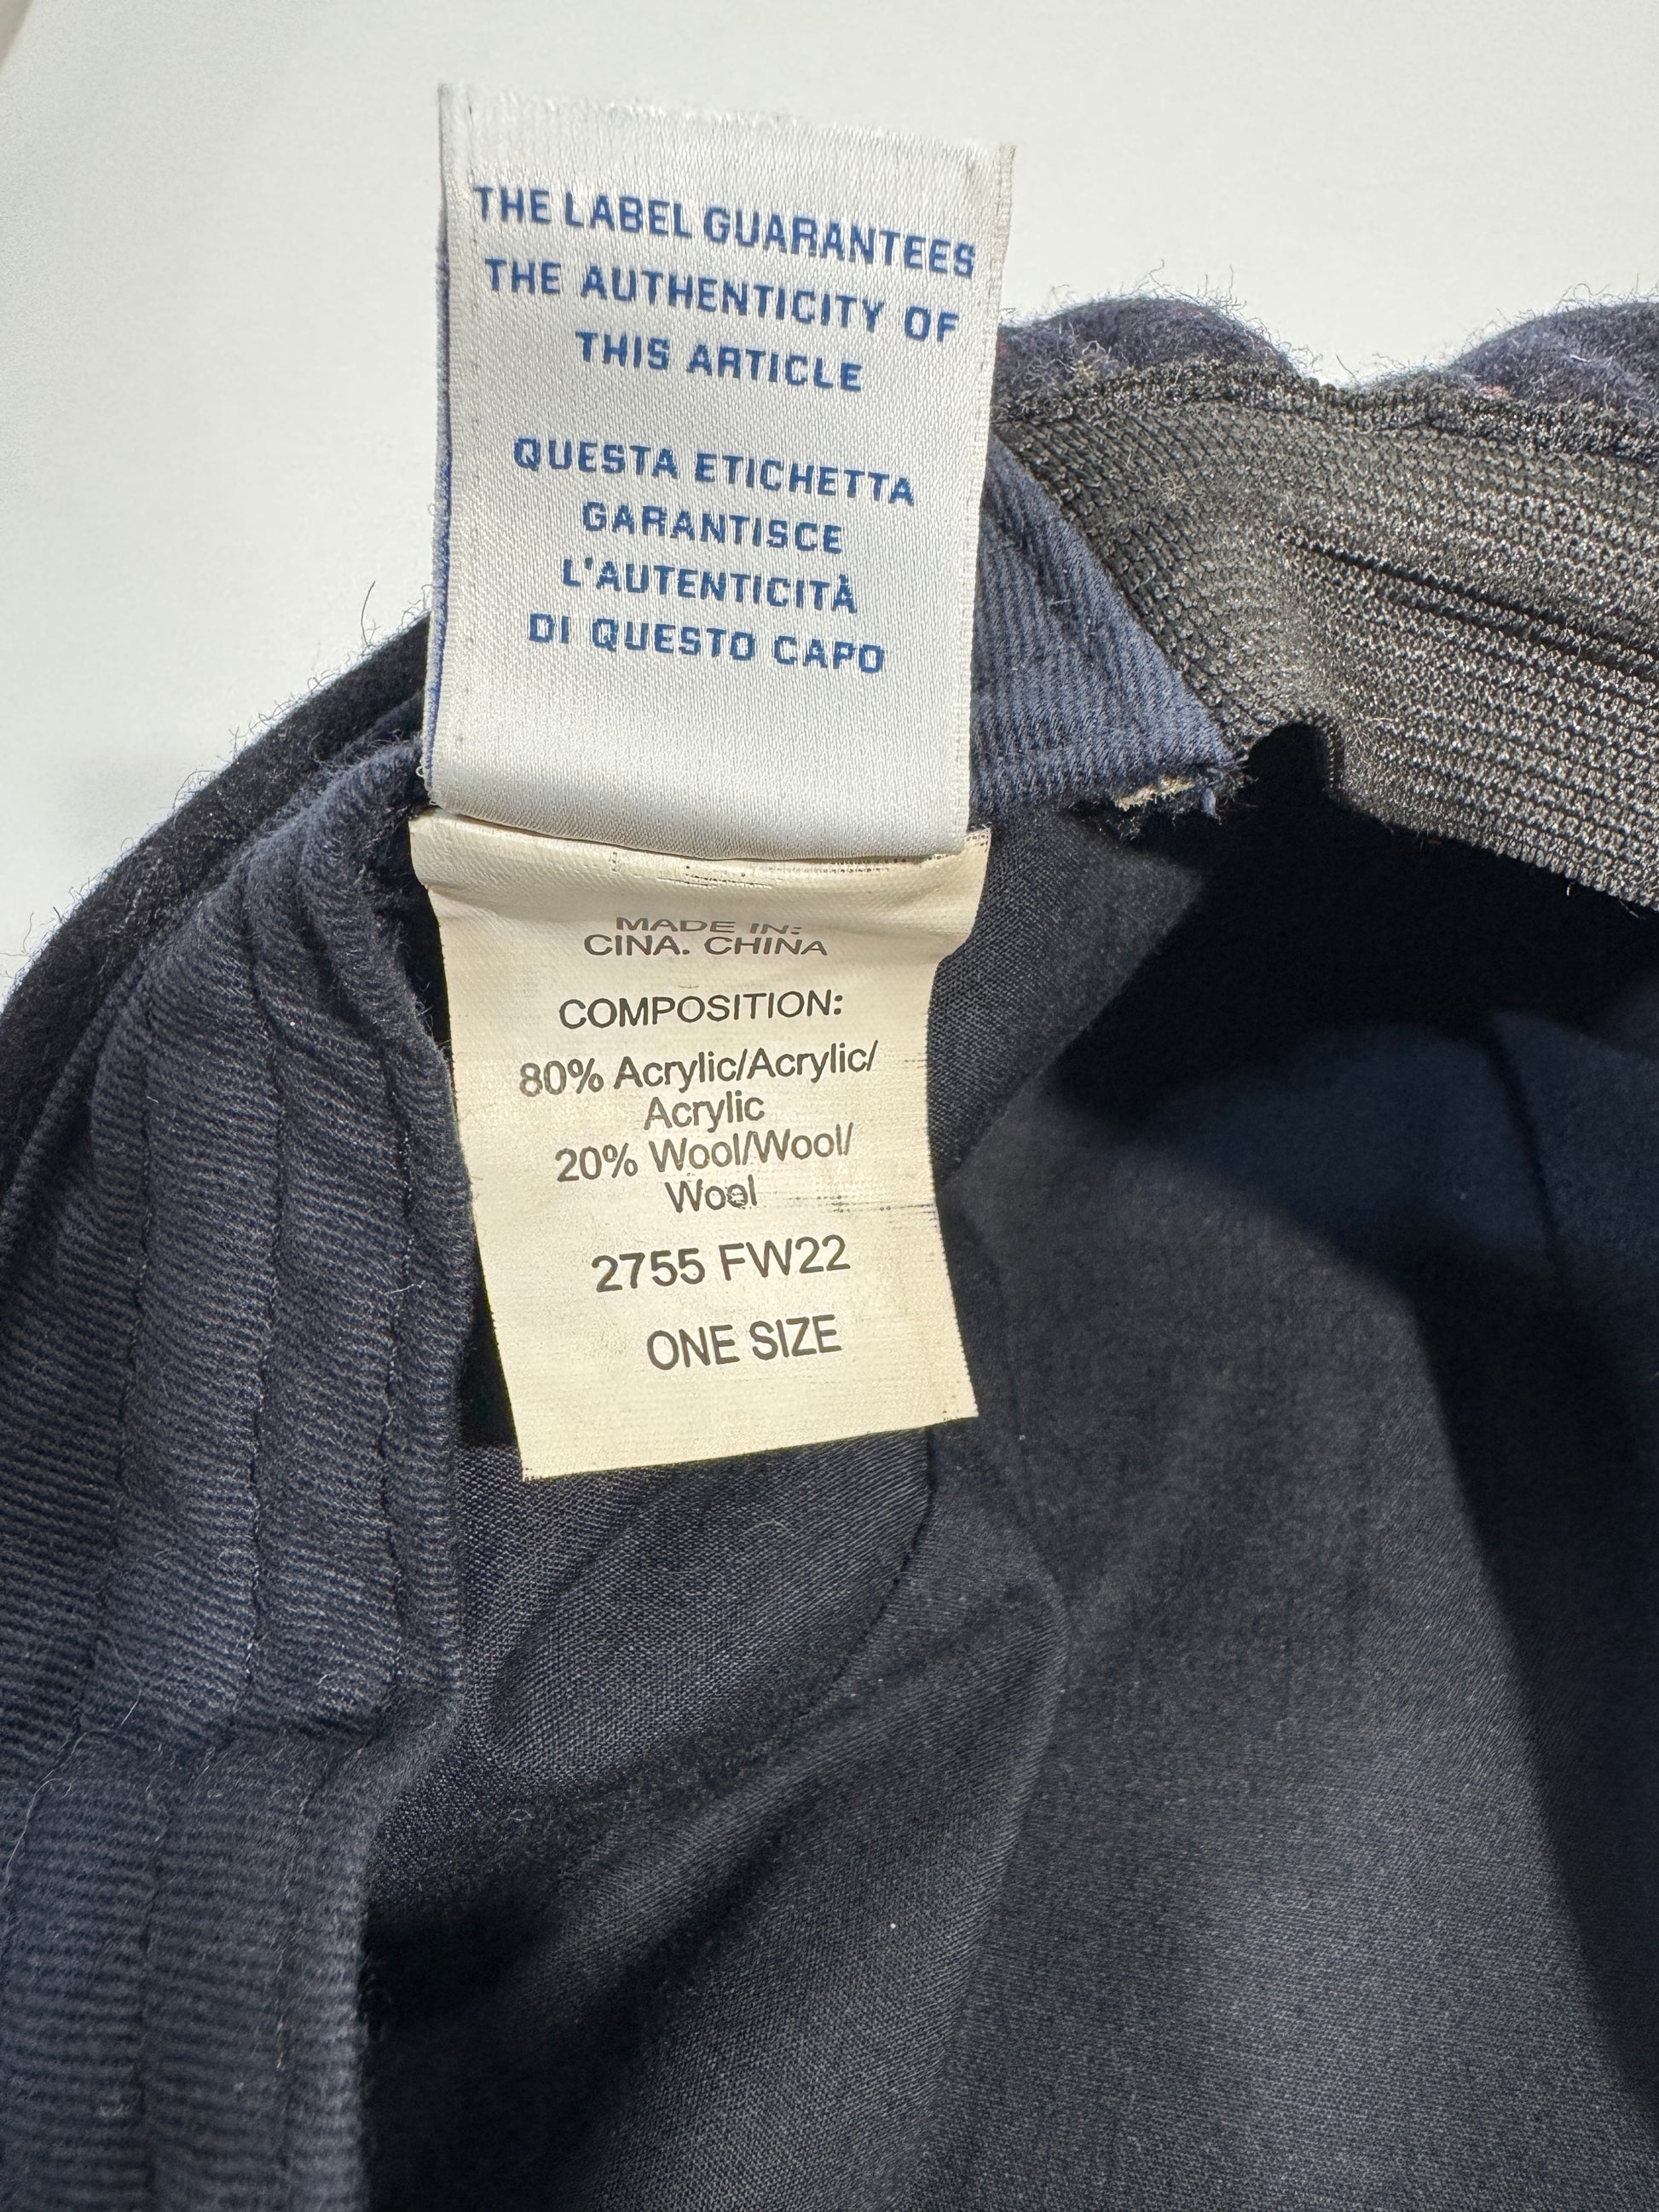 THE LABEL GUARANTEES
THE AUTHENTICITY OF
THIS ARTICLE
QUESTA ETICHETTA
GARANTISCE
L'AUTENTICITÀ
DI QUESTO CAPO
MADE IN:
CINA. CHINA
COMPOSITION:
80% Acrylic/Acrylic/
Acrylic
20% Wool/Wool/
Wool
2755 FW22
ONE SIZE